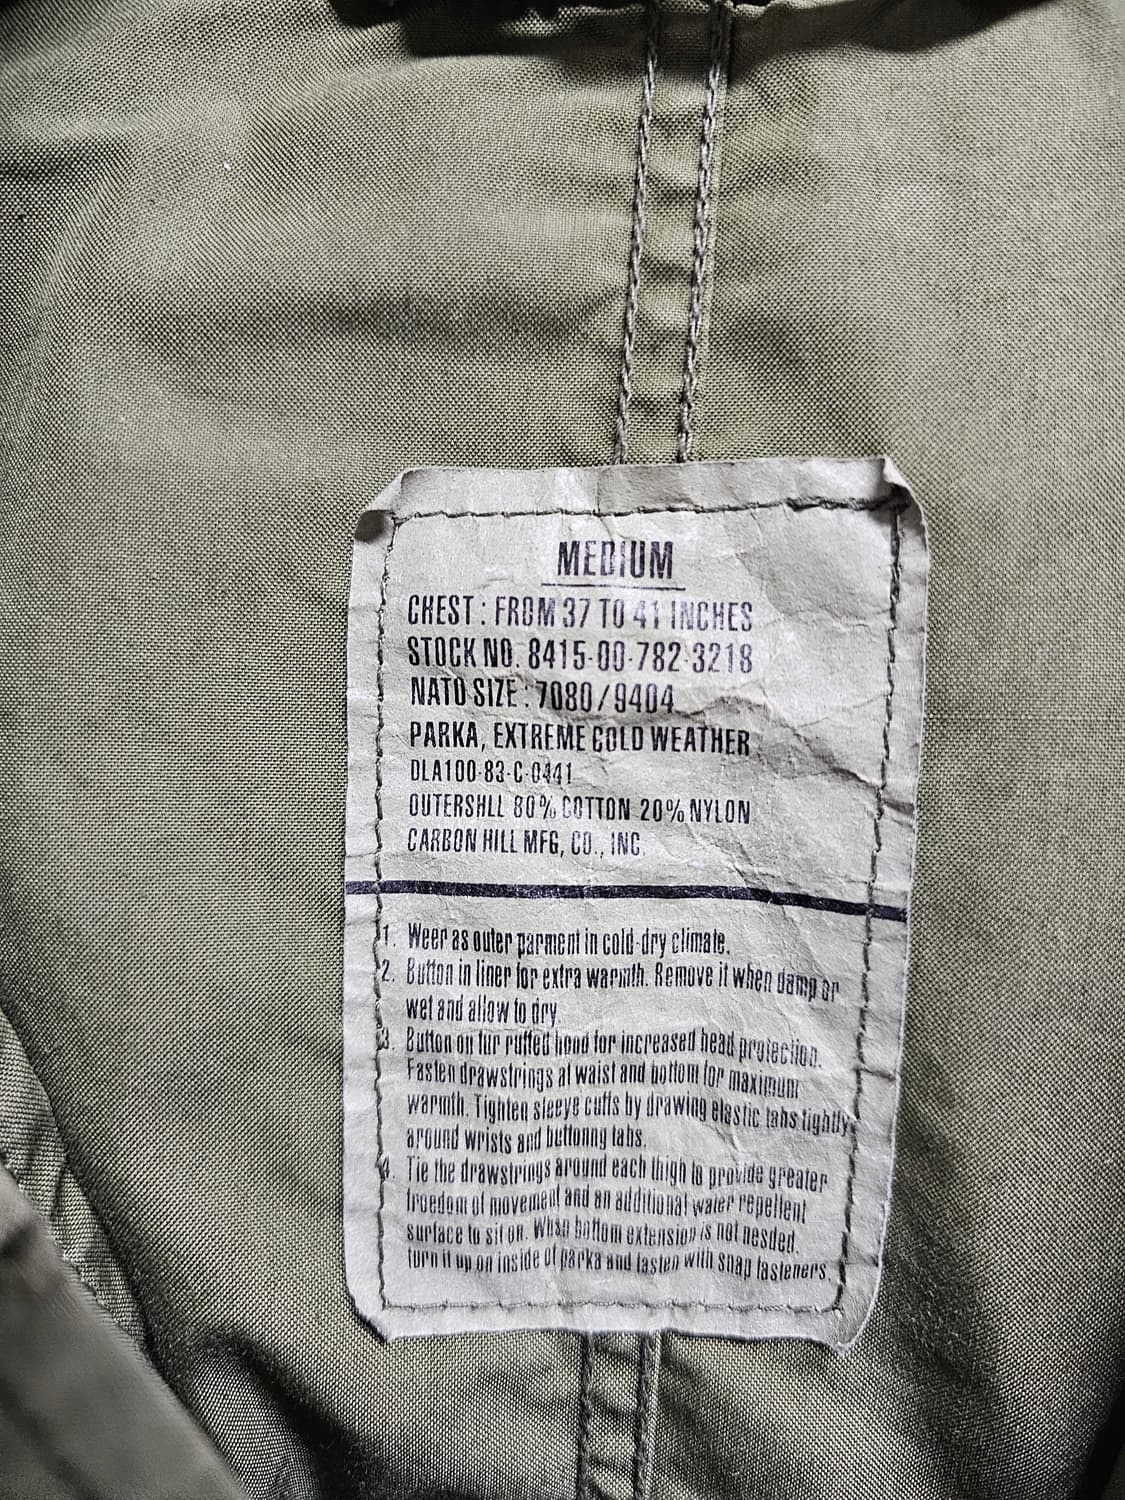 MEDIUM
CHEST : FROM 37 TO 41 INCHES
STOCK NO. 8415-00-782-3218
NATO SIZE : 7080/9404
PARKA, EXTREME COLD WEATHER
DLA100-83-C-0441
OUTERSHLL 80% COTTON 20% NYLON
CARBON HILL MFG, CO., INC.
1. Weer as outer parment in cold-dry climate.
2. Button in liner for extra warmth. Remove it when damp or
wet and allow to dry.
3. Button on fur ruffed hood for increased head protection.
Fasten drawstrings at waist and bottom for maximum
warmth. Tighten sleeve cuffs by drawing elastic tabs tightly
around wrists and buttonng tabs.
4. Tie the drawstrings around each thigh to provide greater
freedom of movement and an additional water repellent
surface to sit on. When bottom extension is not nesded.
turn it up on inside of parka and fasten with snap fasteners.